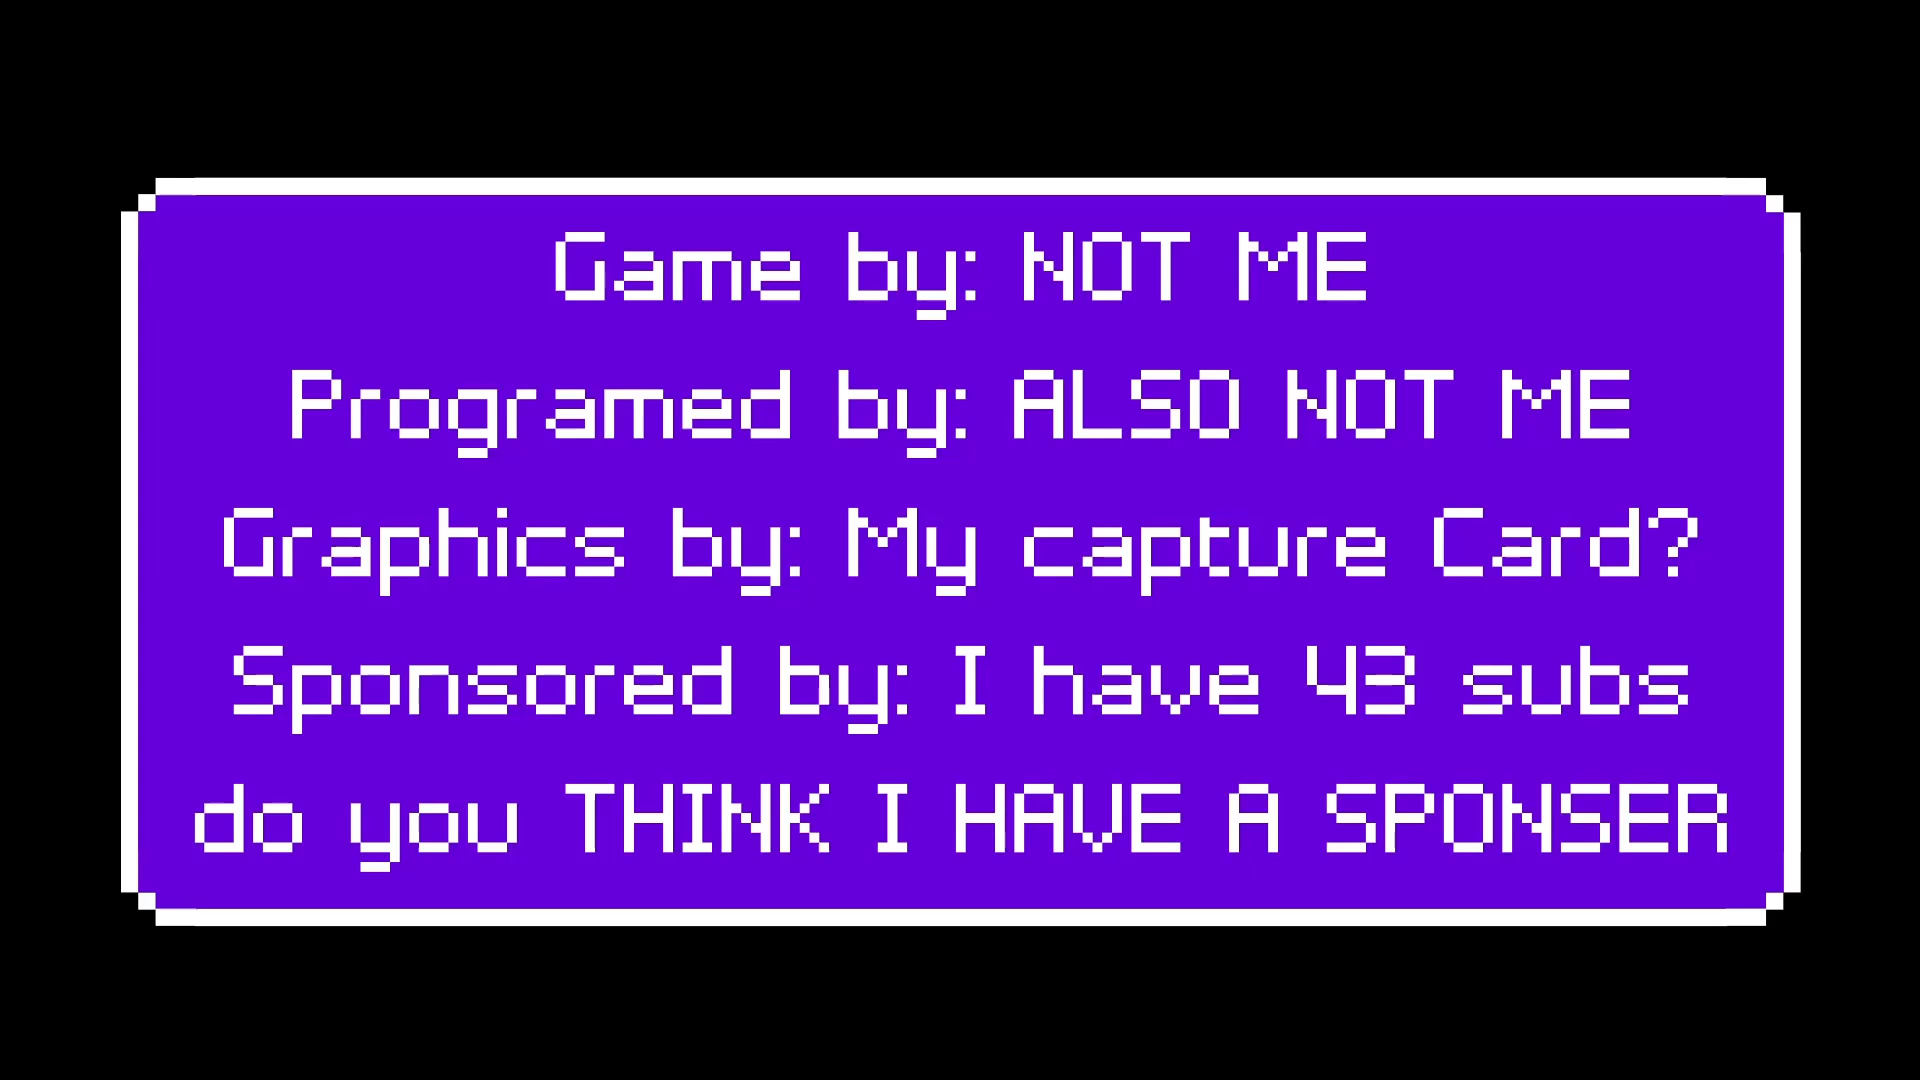 Game by: NOT ME
Programed by: ALSO NOT ME
Graphics by: My capture Card?
Sponsored by: I have 43 subs
do you THINK I HAVE A SPONSER